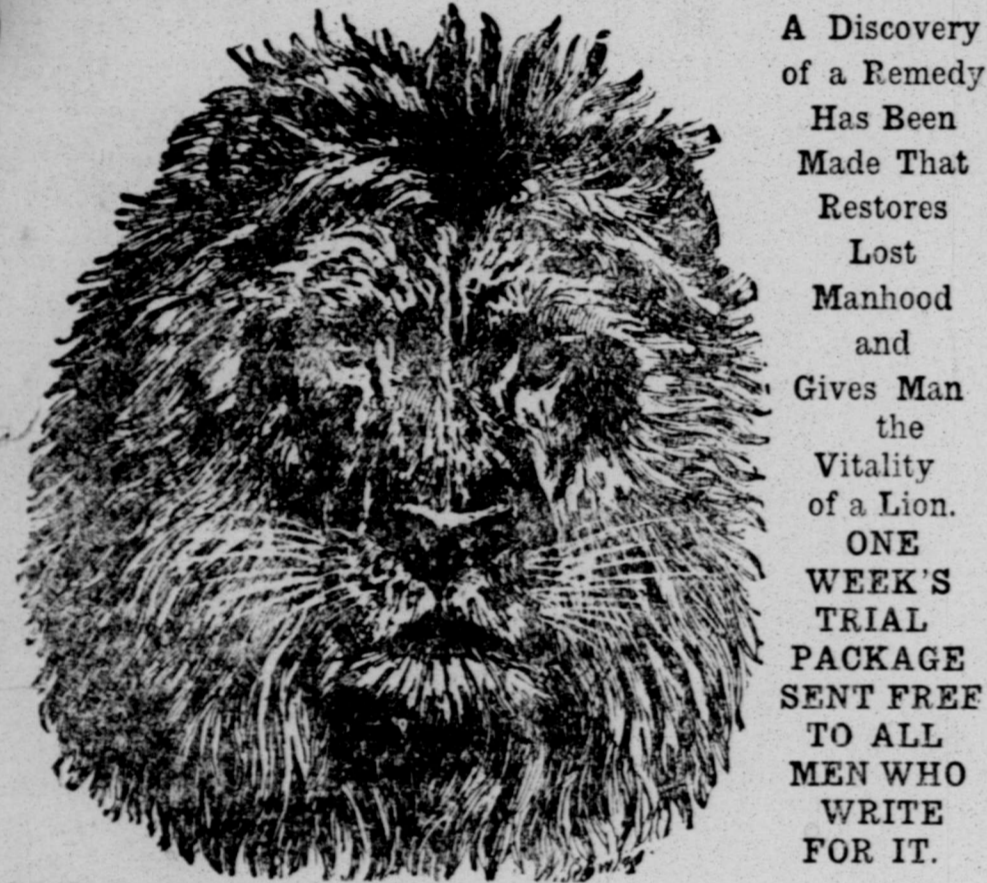 A Discovery
of a Remedy
Has Been
Made That
Restores
Lost
Manhood
and
Gives Man
the
Vitality
of a Lion.
ONE
WEEK'S
TRIAL
PACKAGE
SENT FREE
TO ALL
MEN WHO
WRITE
FOR IT.